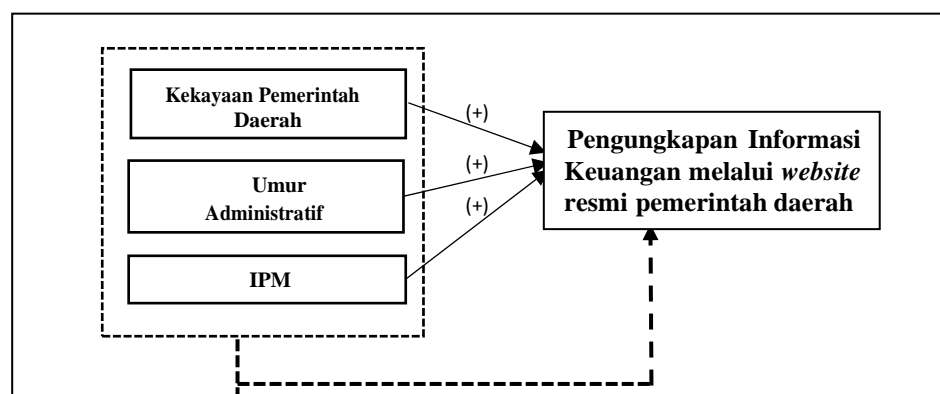 Kekayaan Pemerintah
Daerah
(+)
Umur
Administratif
(+)
IPM
(+)
Pengungkapan Informasi
Keuangan melalui website
resmi pemerintah daerah